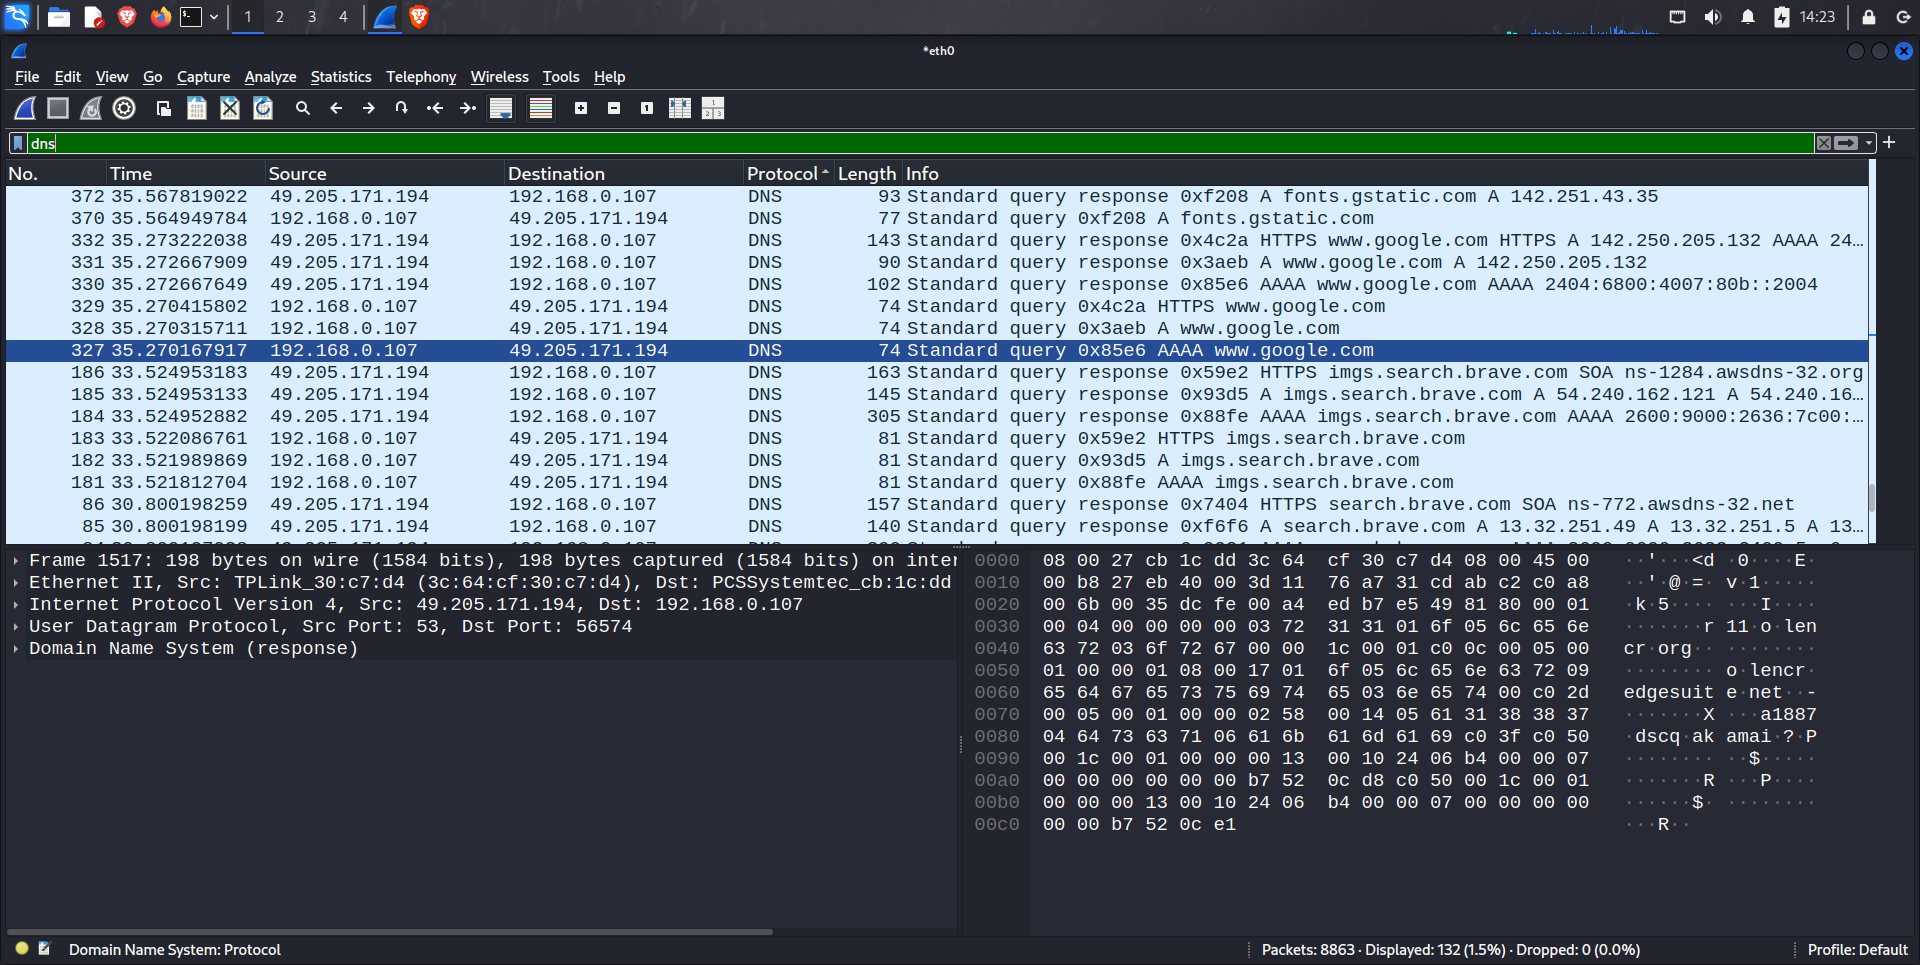 1 2 3 4 14:23
*eth0
File Edit View Go Capture Analyze Statistics Telephony Wireless Tools Help
dns
No. Time Source Destination Protocol Length Info
372 35.567819022 49.205.171.194 192.168.0.107 DNS 93 Standard query response 0xf208 A fonts.gstatic.com A 142.251.43.35
370 35.564949784 192.168.0.107 49.205.171.194 DNS 77 Standard query 0xf208 A fonts.gstatic.com
332 35.273222038 49.205.171.194 192.168.0.107 DNS 143 Standard query response 0x4c2a HTTPS www.google.com HTTPS A 142.250.205.132 AAAA 24…
331 35.272667909 49.205.171.194 192.168.0.107 DNS 90 Standard query response 0x3aeb A www.google.com A 142.250.205.132
330 35.272667649 49.205.171.194 192.168.0.107 DNS 102 Standard query response 0x85e6 AAAA www.google.com AAAA 2404:6800:4007:80b::2004
329 35.270415802 192.168.0.107 49.205.171.194 DNS 74 Standard query 0x4c2a HTTPS www.google.com
328 35.270315711 192.168.0.107 49.205.171.194 DNS 74 Standard query 0x3aeb A www.google.com
327 35.270167917 192.168.0.107 49.205.171.194 DNS 74 Standard query 0x85e6 AAAA www.google.com
186 33.524953183 49.205.171.194 192.168.0.107 DNS 163 Standard query response 0x59e2 HTTPS imgs.search.brave.com SOA ns-1284.awsdns-32.org
185 33.524953133 49.205.171.194 192.168.0.107 DNS 145 Standard query response 0x93d5 A imgs.search.brave.com A 54.240.162.121 A 54.240.16…
184 33.524952882 49.205.171.194 192.168.0.107 DNS 305 Standard query response 0x88fe AAAA imgs.search.brave.com AAAA 2600:9000:2636:7c00:…
183 33.522086761 192.168.0.107 49.205.171.194 DNS 81 Standard query 0x59e2 HTTPS imgs.search.brave.com
182 33.521989869 192.168.0.107 49.205.171.194 DNS 81 Standard query 0x93d5 A imgs.search.brave.com
181 33.521812704 192.168.0.107 49.205.171.194 DNS 81 Standard query 0x88fe AAAA imgs.search.brave.com
86 30.800198259 49.205.171.194 192.168.0.107 DNS 157 Standard query response 0x7404 HTTPS search.brave.com SOA ns-772.awsdns-32.net
85 30.800198199 49.205.171.194 192.168.0.107 DNS 140 Standard query response 0xf6f6 A search.brave.com A 13.32.251.49 A 13.32.251.5 A 13…
Frame 1517: 198 bytes on wire (1584 bits), 198 bytes captured (1584 bits) on inter
Ethernet II, Src: TPLink_30:c7:d4 (3c:64:cf:30:c7:d4), Dst: PCSSystemtec_cb:1c:dd
Internet Protocol Version 4, Src: 49.205.171.194, Dst: 192.168.0.107
User Datagram Protocol, Src Port: 53, Dst Port: 56574
Domain Name System (response)
0000 08 00 27 cb 1c dd 3c 64 cf 30 c7 d4 08 00 45 00 ··'···<d ·0····E·
0010 00 b8 27 eb 40 00 3d 11 76 a7 31 cd ab c2 c0 a8 ··'·@·=· v·1·····
0020 00 6b 00 35 dc fe 00 a4 ed b7 e5 49 81 80 00 01 ·k·5···· ···I····
0030 00 04 00 00 00 00 03 72 31 31 01 6f 05 6c 65 6e ·······r 11·o·len
0040 63 72 03 6f 72 67 00 00 1c 00 01 c0 0c 00 05 00 cr·org·· ········
0050 01 00 00 01 08 00 17 01 6f 05 6c 65 6e 63 72 09 ········ o·lencr·
0060 65 64 67 65 73 75 69 74 65 03 6e 65 74 00 c0 2d edgesuit e·net··-
0070 00 05 00 01 00 00 02 58 00 14 05 61 31 38 38 37 ·······X ···a1887
0080 04 64 73 63 71 06 61 6b 61 6d 61 69 c0 3f c0 50 ·dscq·ak amai·?·P
0090 00 1c 00 01 00 00 00 13 00 10 24 06 b4 00 00 07 ········ ··$·····
00a0 00 00 00 00 00 00 b7 52 0c d8 c0 50 00 1c 00 01 ·······R ···P····
00b0 00 00 00 13 00 10 24 06 b4 00 00 07 00 00 00 00 ······$· ········
00c0 00 00 b7 52 0c e1 ···R··
Domain Name System: Protocol Packets: 8863 · Displayed: 132 (1.5%) · Dropped: 0 (0.0%) Profile: Default